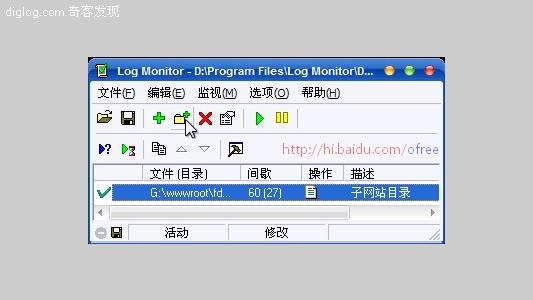 diglog.com 奇客发现
Log Monitor - D:\Program Files\Log Monitor\D...
文件(F) 编辑(E) 监视(M) 选项(O) 帮助(H)
http://hi.baidu.com/ofree
文件 (目录) 间歇 操作 描述
G:\wwwroot\fd... 60 (27) 子网站目录
活动 修改